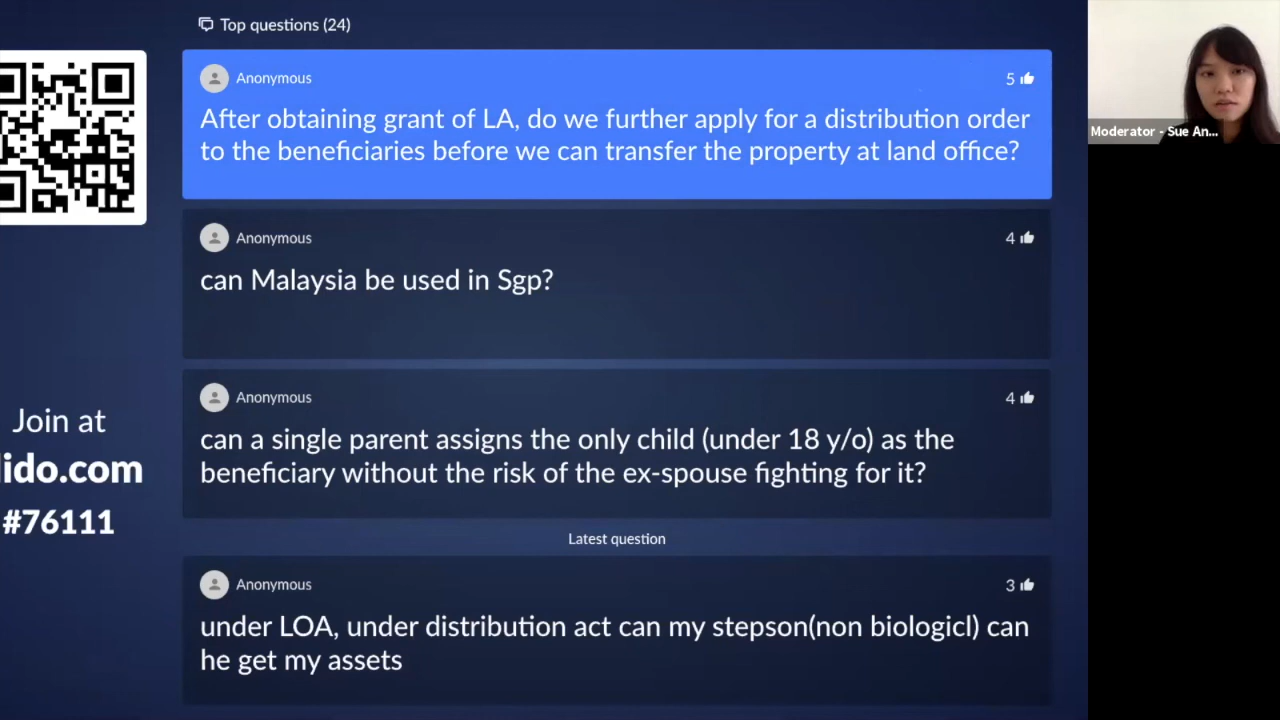 Top questions (24)
Anonymous
5
After obtaining grant of LA, do we further apply for a distribution order
to the beneficiaries before we can transfer the property at land office?
Anonymous
4
can Malaysia be used in Sgp?
Anonymous
4
can a single parent assigns the only child (under 18 y/o) as the
beneficiary without the risk of the ex-spouse fighting for it?
Latest question
Anonymous
3
under LOA, under distribution act can my stepson(non biologicl) can
he get my assets
Join at
lido.com
#76111
Moderator - Sue An...